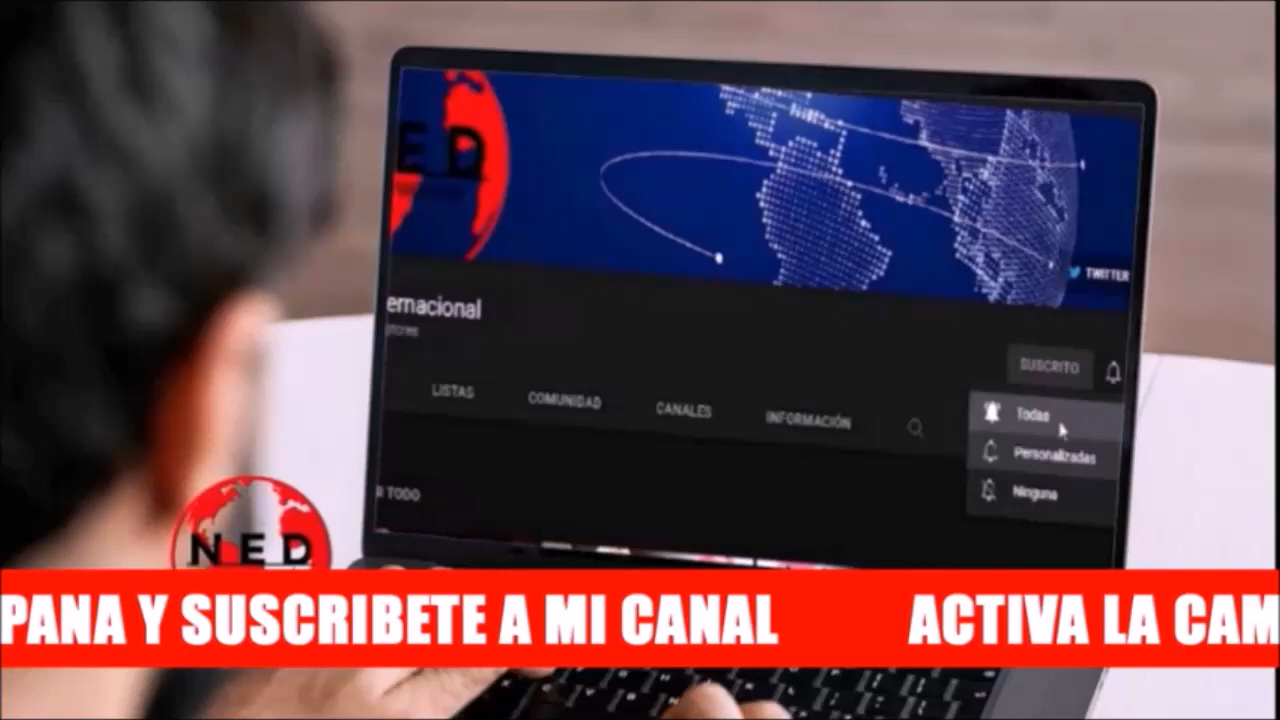 E D
TWITTER
ernacional
SUSCRITO
LISTAS
COMUNIDAD
CANALES
INFORMACIÓN
Todas
Personalizadas
Ninguna
R TODO
NED
PANA Y SUSCRIBETE A MI CANAL ACTIVA LA CAM